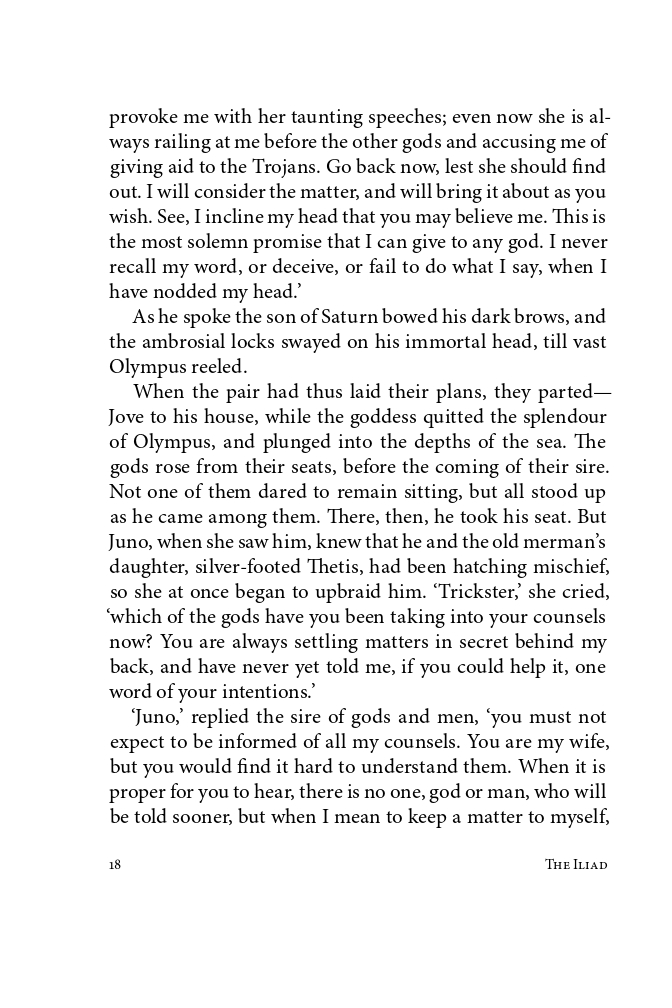 provoke me with her taunting speeches; even now she is al-
ways railing at me before the other gods and accusing me of
giving aid to the Trojans. Go back now, lest she should find
out. I will consider the matter, and will bring it about as you
wish. See, I incline my head that you may believe me. This is
the most solemn promise that I can give to any god. I never
recall my word, or deceive, or fail to do what I say, when I
have nodded my head.’
As he spoke the son of Saturn bowed his dark brows, and
the ambrosial locks swayed on his immortal head, till vast
Olympus reeled.
When the pair had thus laid their plans, they parted—
Jove to his house, while the goddess quitted the splendour
of Olympus, and plunged into the depths of the sea. The
gods rose from their seats, before the coming of their sire.
Not one of them dared to remain sitting, but all stood up
as he came among them. There, then, he took his seat. But
Juno, when she saw him, knew that he and the old merman’s
daughter, silver-footed Thetis, had been hatching mischief,
so she at once began to upbraid him. ‘Trickster,’ she cried,
‘which of the gods have you been taking into your counsels
now? You are always settling matters in secret behind my
back, and have never yet told me, if you could help it, one
word of your intentions.’
‘Juno,’ replied the sire of gods and men, ‘you must not
expect to be informed of all my counsels. You are my wife,
but you would find it hard to understand them. When it is
proper for you to hear, there is no one, god or man, who will
be told sooner, but when I mean to keep a matter to myself,
18 The Iliad